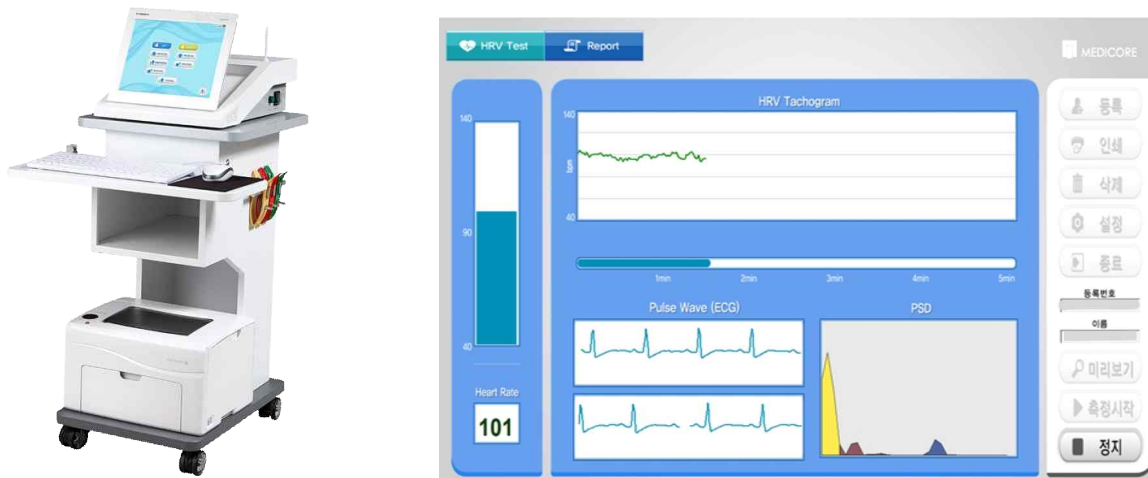 HRV Test
Report
MEDICORE
HRV Tachogram
140
bpm
40
140
90
40
1min 2min 3min 4min 5min
Pulse Wave (ECG)
PSD
Heart Rate
101
등록
인쇄
삭제
설정
종료
등록번호
이름
미리보기
측정시작
정지